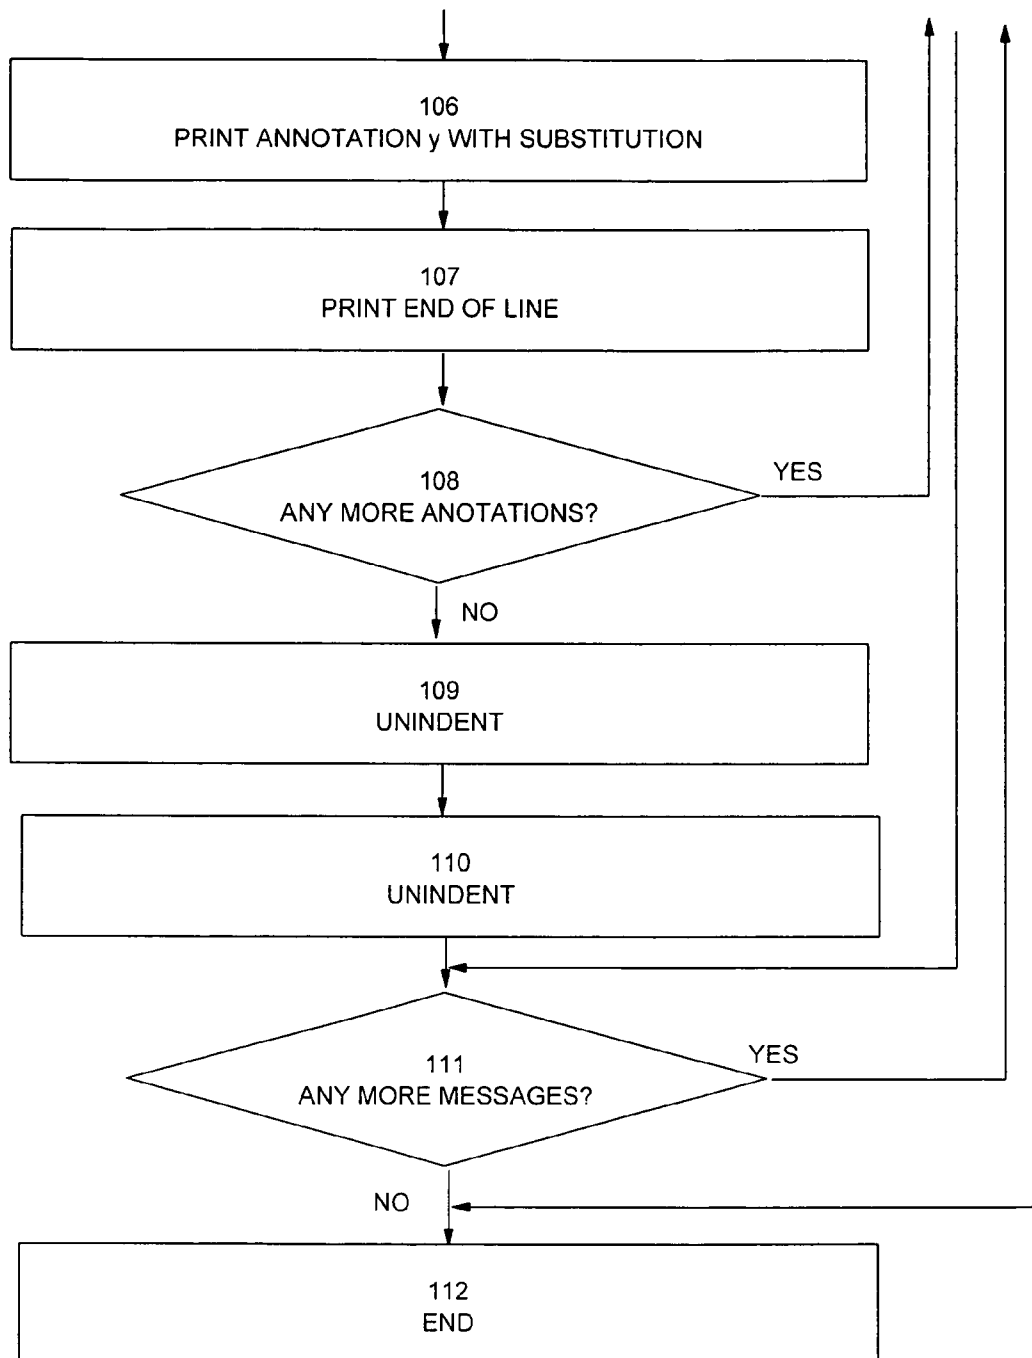 106
PRINT ANNOTATION y WITH SUBSTITUTION
107
PRINT END OF LINE
108
ANY MORE ANOTATIONS?
YES
NO
109
UNINDENT
110
UNINDENT
111
ANY MORE MESSAGES?
YES
NO
112
END